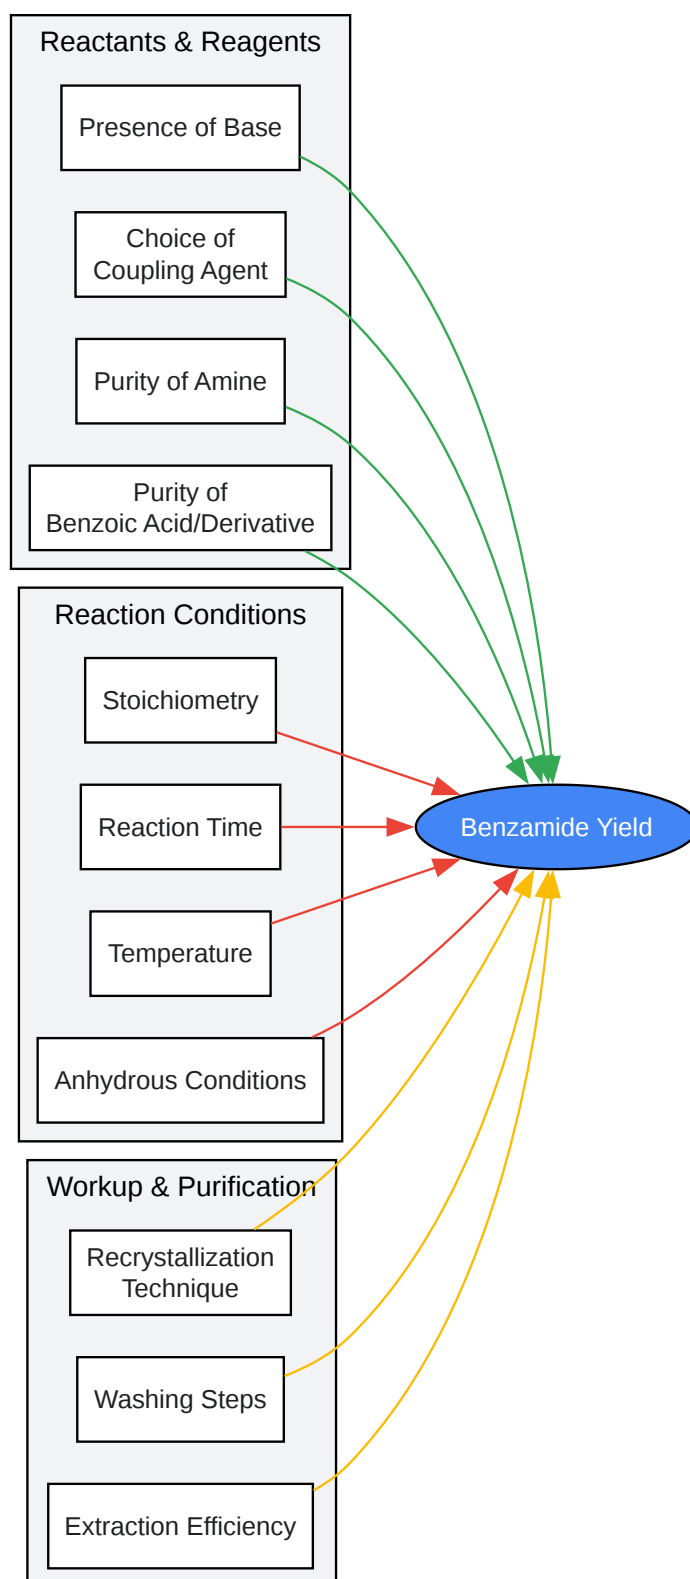 Reactants & Reagents
Presence of Base
Choice of
Coupling Agent
Purity of Amine
Purity of
Benzoic Acid/Derivative
Reaction Conditions
Stoichiometry
Reaction Time
Benzamide Yield
Temperature
Anhydrous Conditions
Workup & Purification
Recrystallization
Technique
Washing Steps
Extraction Efficiency